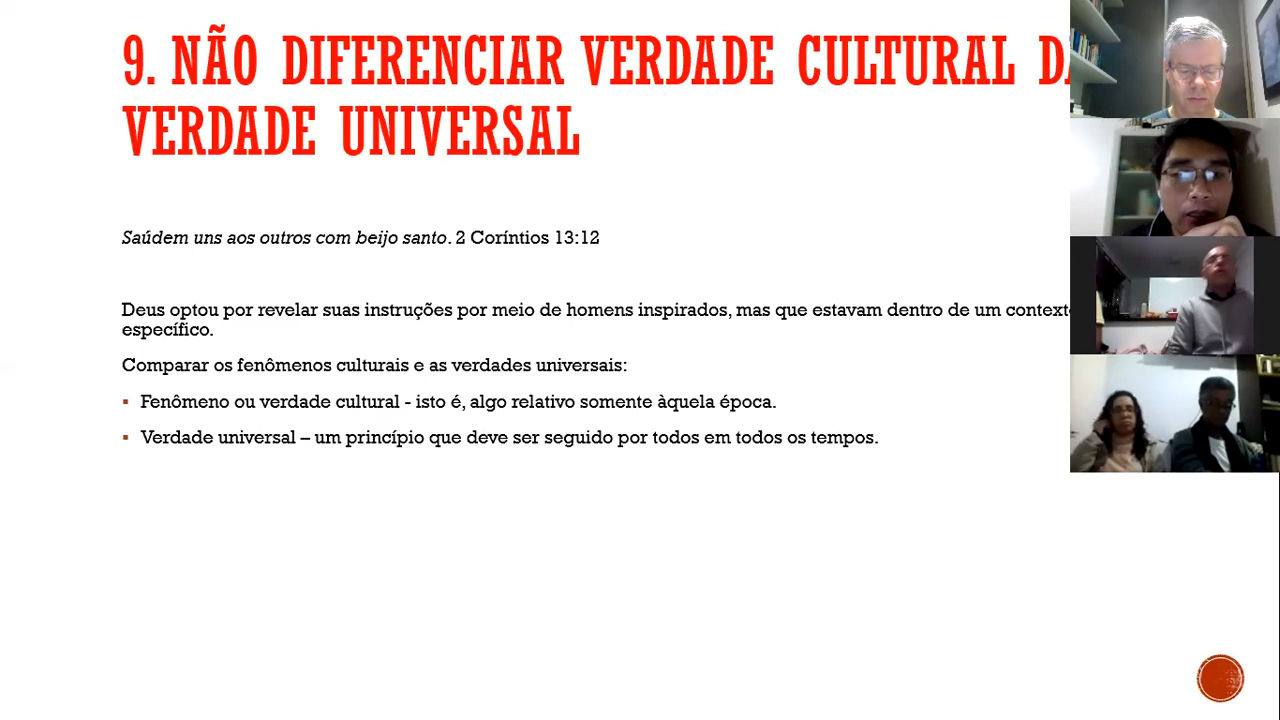 9. NÃO DIFERENCIAR VERDADE CULTURAL
VERDADE UNIVERSAL
Saúdem uns aos outros com beijo santo. 2 Coríntios 13:12
Deus optou por revelar suas instruções por meio de homens inspirados, mas que estavam dentro de um
específico.
Comparar os fenômenos culturais e as verdades universais:
▪ Fenômeno ou verdade cultural - isto é, algo relativo somente àquela época.
▪ Verdade universal – um princípio que deve ser seguido por todos em todos os tempos.